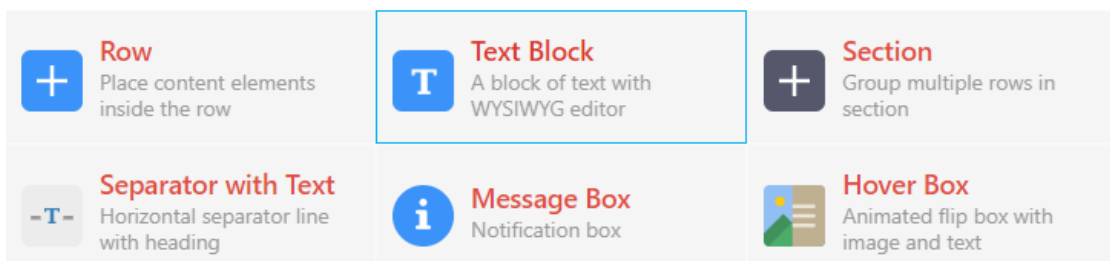 Row
Place content elements
inside the row
T
Text Block
A block of text with
WYSIWYG editor
Section
Group multiple rows in
section
-T-
Separator with Text
Horizontal separator line
with heading
i
Message Box
Notification box
Hover Box
Animated flip box with
image and text